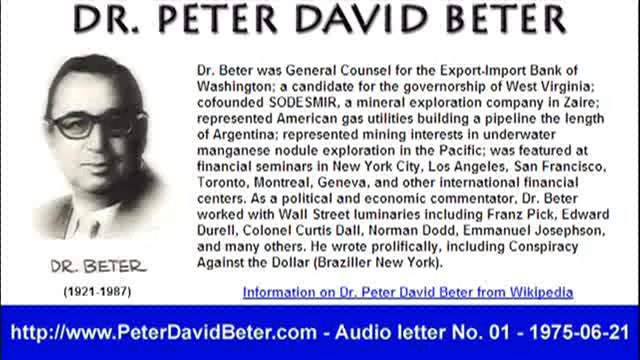 DR. PETER DAVID BETER
Dr. Beter was General Counsel for the Export-Import Bank of
Washington; a candidate for the governorship of West Virginia;
cofounded SODESMIR, a mineral exploration company in Zaire;
represented American gas utilities building a pipeline the length
of Argentina; represented mining interests in underwater
manganese nodule exploration in the Pacific; was featured at
financial seminars in New York City, Los Angeles, San Francisco,
Toronto, Montreal, Geneva, and other international financial
centers. As a political and economic commentator, Dr. Beter
worked with Wall Street luminaries including Franz Pick, Edward
Durell, Colonel Curtis Dall, Norman Dodd, Emmanuel Josephson,
and many others. He wrote prolifically, including Conspiracy
Against the Dollar (Braziller New York).
DR. BETER
(1921-1987)
Information on Dr. Peter David Beter from Wikipedia
http://www.PeterDavidBeter.com - Audio letter No. 01 - 1975-06-21